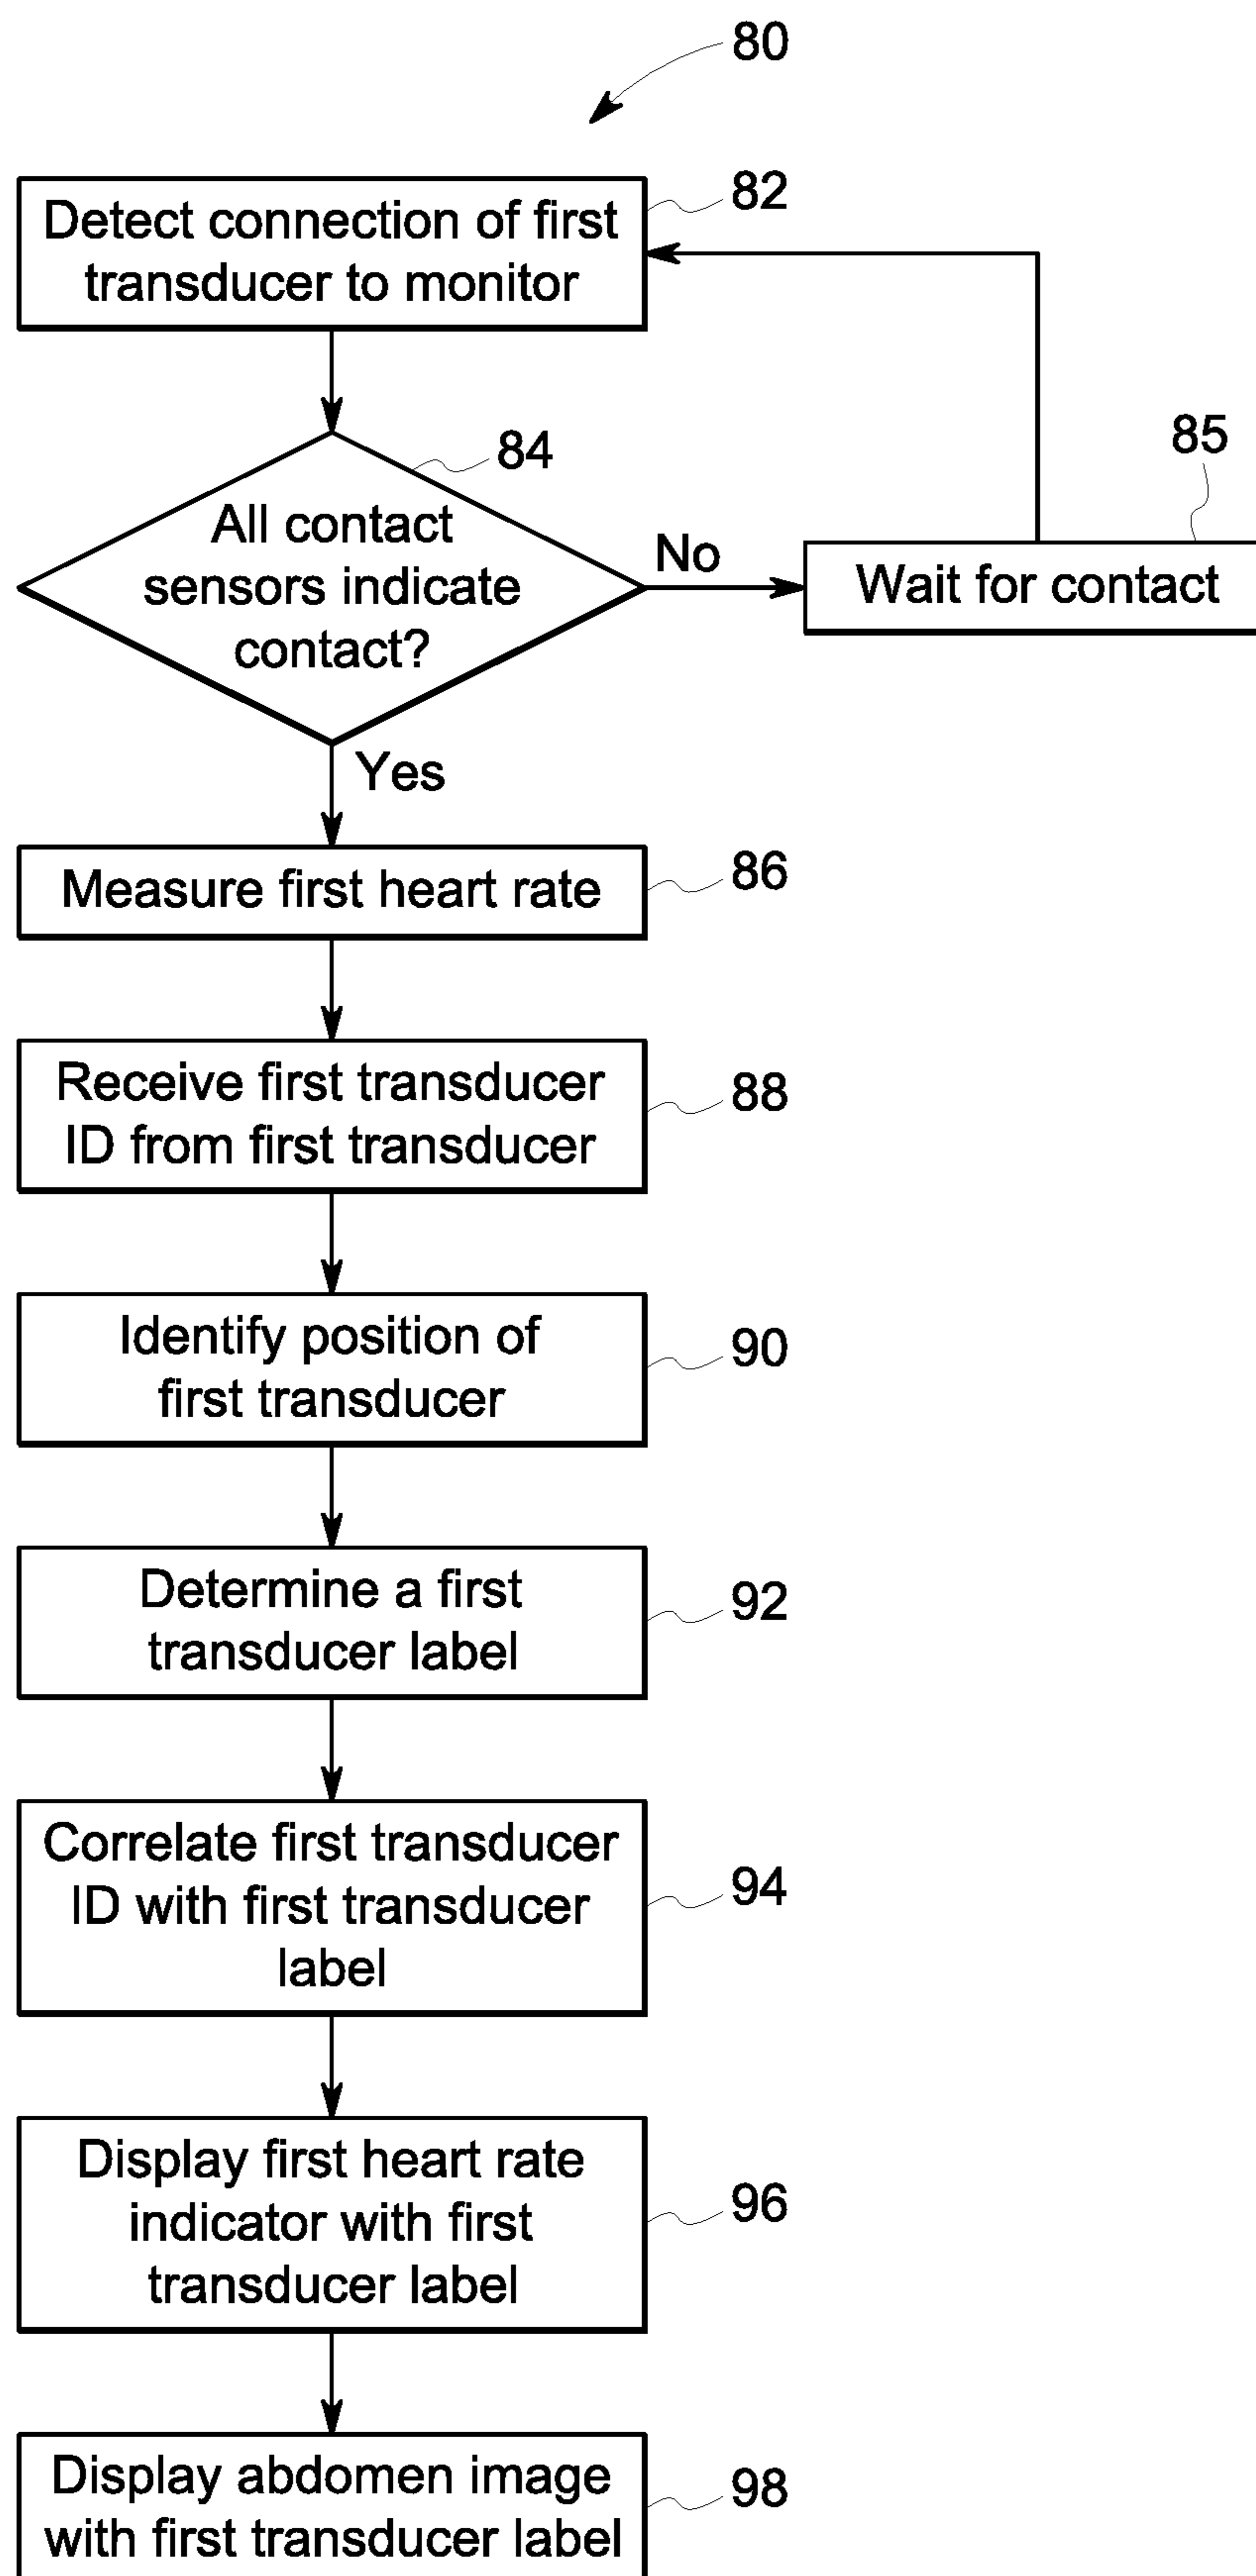 80
82
Detect connection of first
transducer to monitor
84
85
All contact
sensors indicate
contact?
No
Wait for contact
Yes
Measure first heart rate
86
Receive first transducer
ID from first transducer
88
Identify position of
first transducer
90
Determine a first
transducer label
92
Correlate first transducer
ID with first transducer
label
94
Display first heart rate
indicator with first
transducer label
96
Display abdomen image
with first transducer label
98